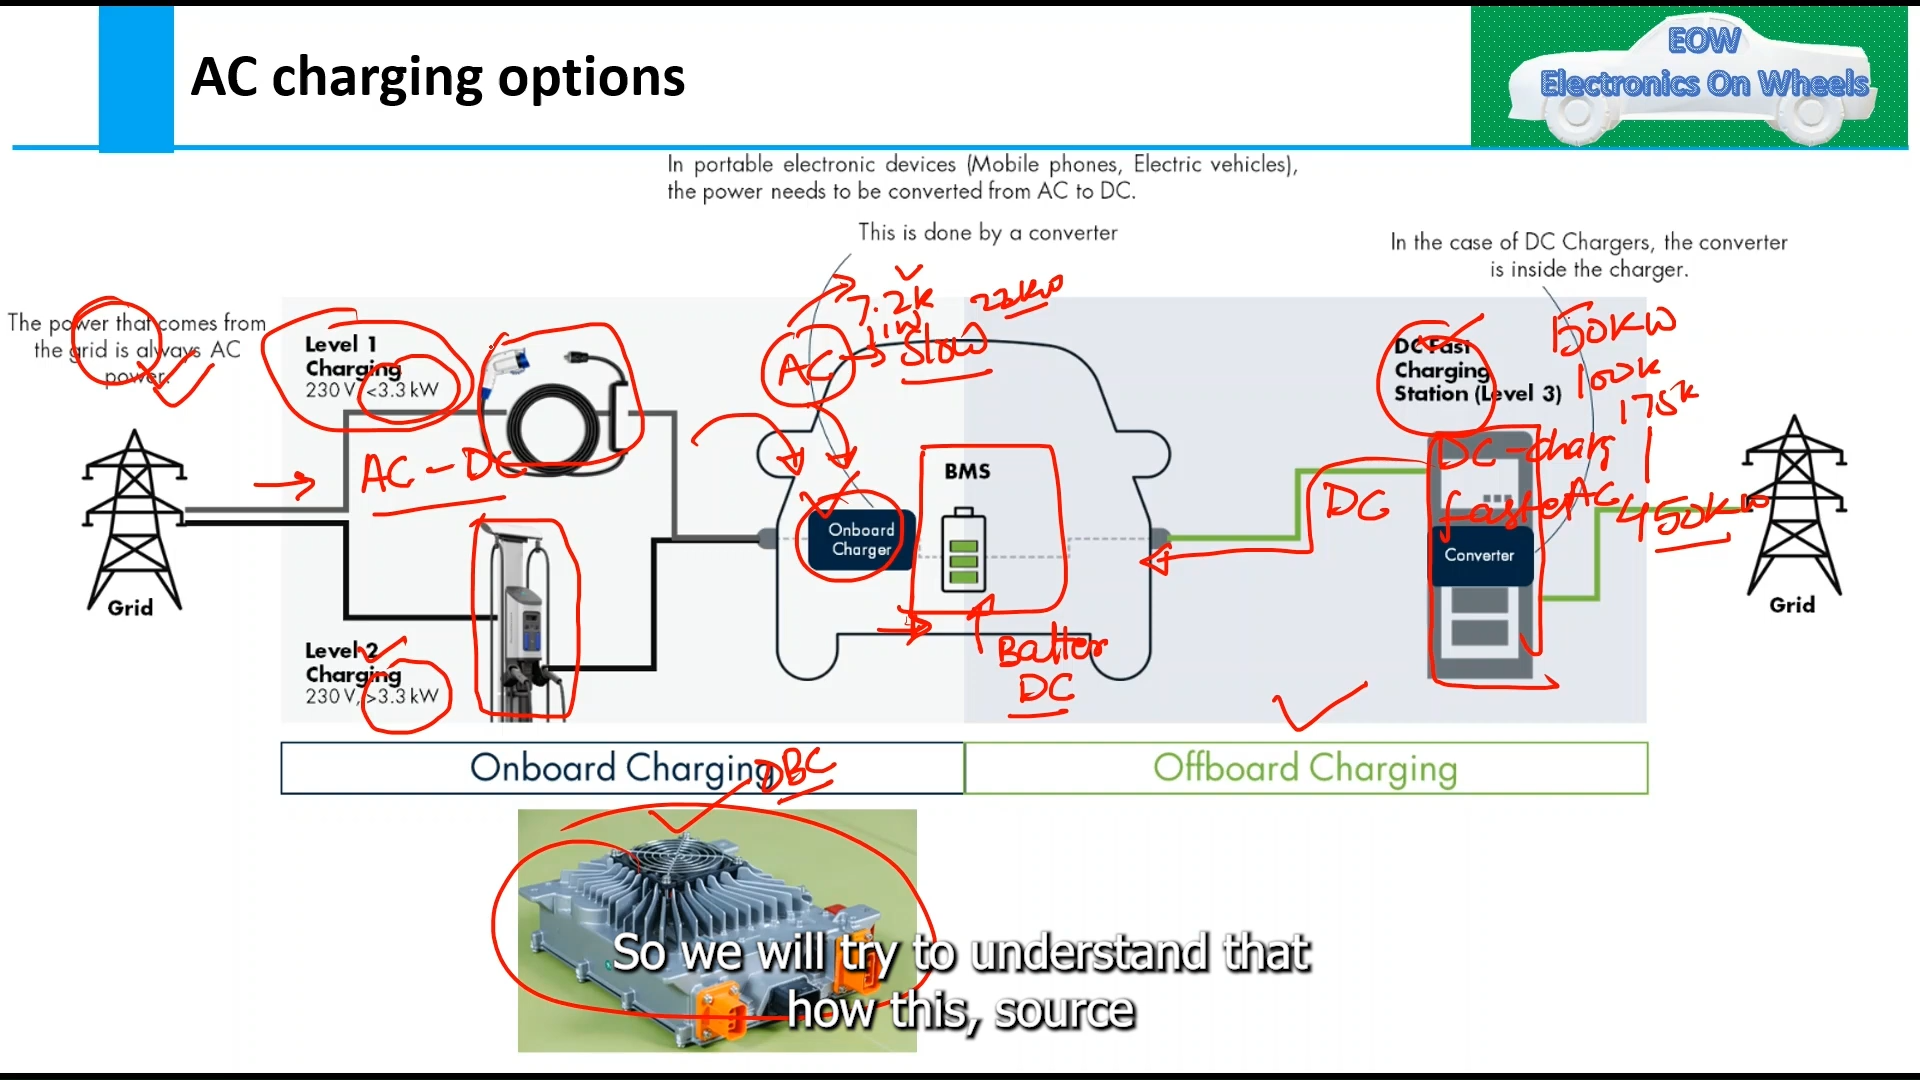 AC charging options
EOW
Electronics On Wheels
In portable electronic devices (Mobile phones, Electric vehicles),
the power needs to be converted from AC to DC.
This is done by a converter
In the case of DC Chargers, the converter
is inside the charger.
The power that comes from
the grid is always AC
power.
Level 1
Charging
230 V, <3.3 kW
7.2k
22kw
11w
AC → Slow
DC Fast
Charging
Station (Level 3)
150KW
100k
175k
450kw
AC - DC
BMS
DC
DC-charg
faster
AC
Onboard
Charger
Converter
Grid
Grid
Level 2
Charging
230 V, >3.3 kW
Batter
DC
Onboard Charging
OBC
Offboard Charging
So we will try to understand that
how this, source